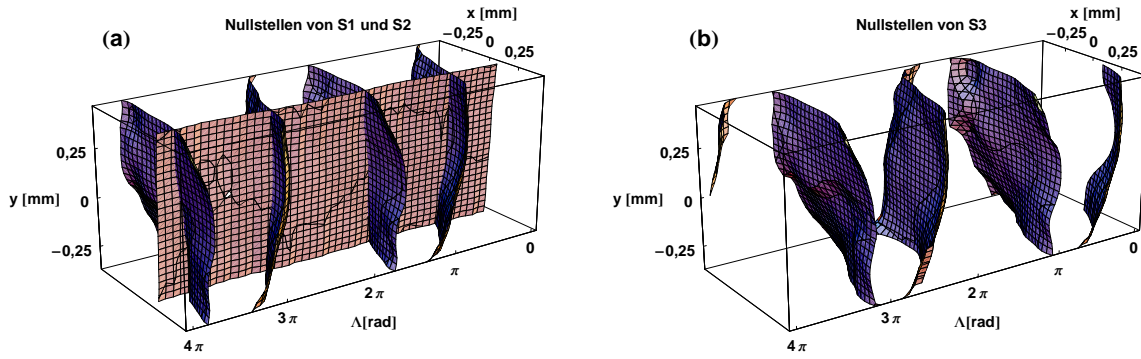 (a)
Nullstellen von S1 und S2
x [mm]
−0,25
0
0,25
0,25
y [mm]
0
−0,25
0
π
2 π
3 π
4 π
Λ[rad]
(b)
Nullstellen von S3
x [mm]
−0,25
0
0,25
0,25
y [mm]
0
−0,25
0
π
2 π
3 π
4 π
Λ[rad]